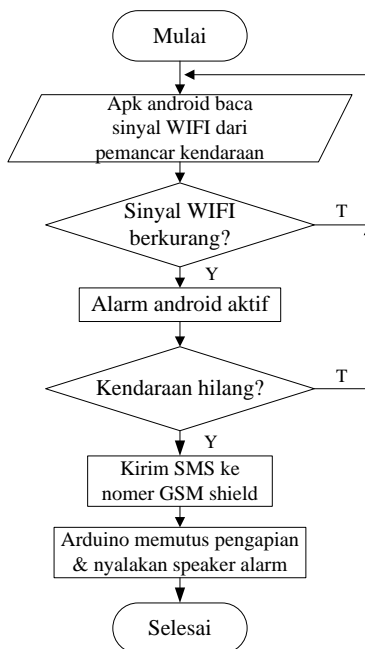 Mulai
Apk android baca
sinyal WIFI dari
pemancar kendaraan
Sinyal WIFI
berkurang?
T
Y
Alarm android aktif
Kendaraan hilang?
T
Y
Kirim SMS ke
nomer GSM shield
Arduino memutus pengapian
& nyalakan speaker alarm
Selesai